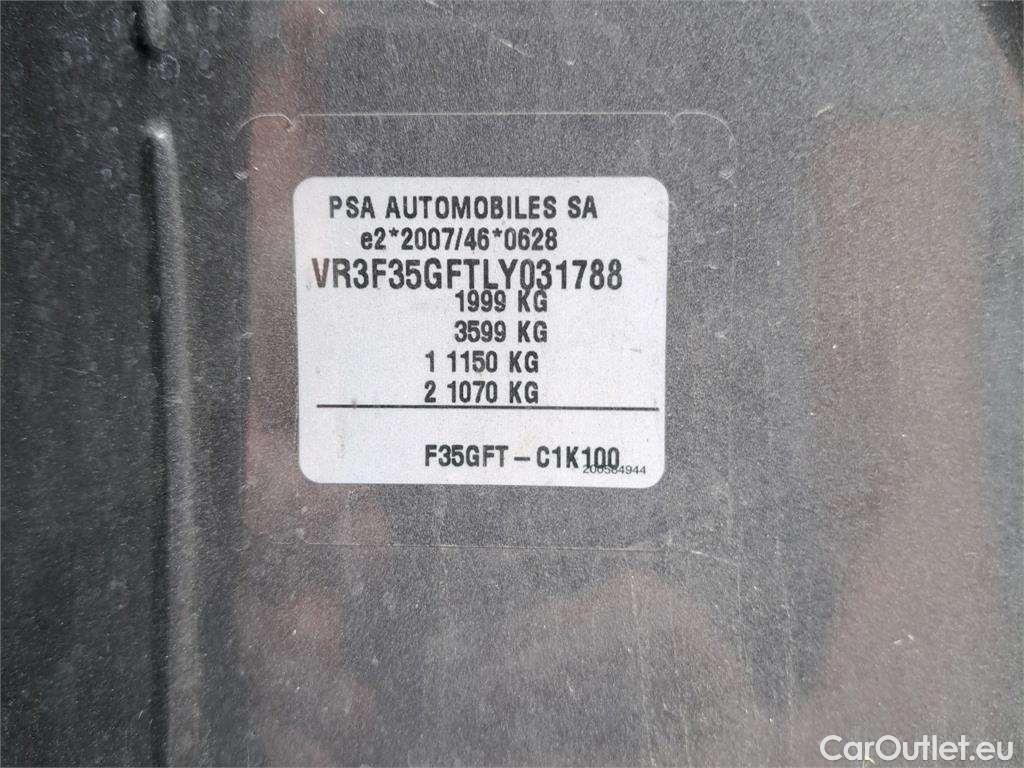 PSA AUTOMOBILES SA
e2*2007/46*0628
VR3F35GFTLY031788
1999 KG
3599 KG
1 1150 KG
2 1070 KG
F35GFT - C1K100
200564944
CarOutlet.eu